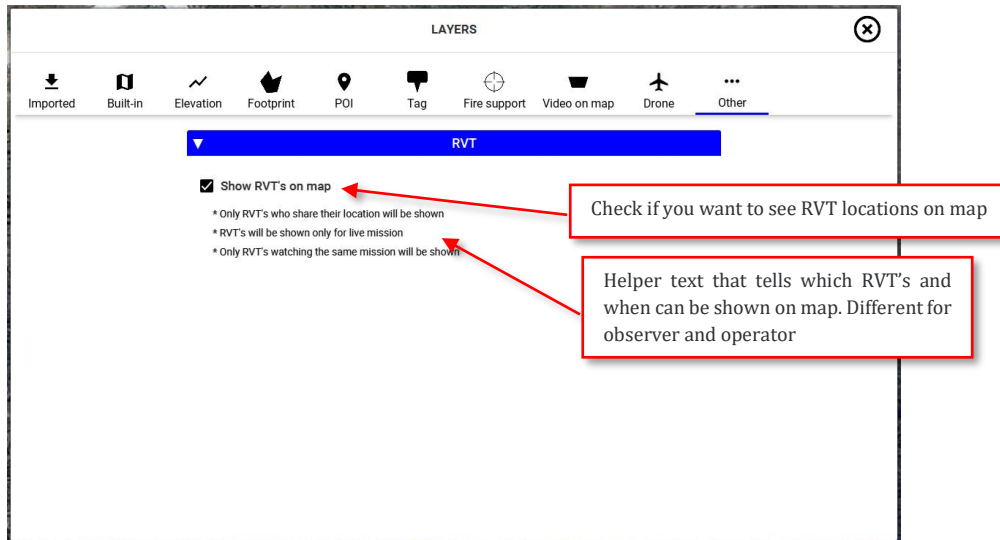 LAYERS
Imported Built-in Elevation Footprint POI Tag Fire support Video on map Drone Other
RVT
Show RVT's on map
* Only RVT's who share their location will be shown
* RVT's will be shown only for live mission
* Only RVT's watching the same mission will be shown
Check if you want to see RVT locations on map
Helper text that tells which RVT's and
when can be shown on map. Different for
observer and operator